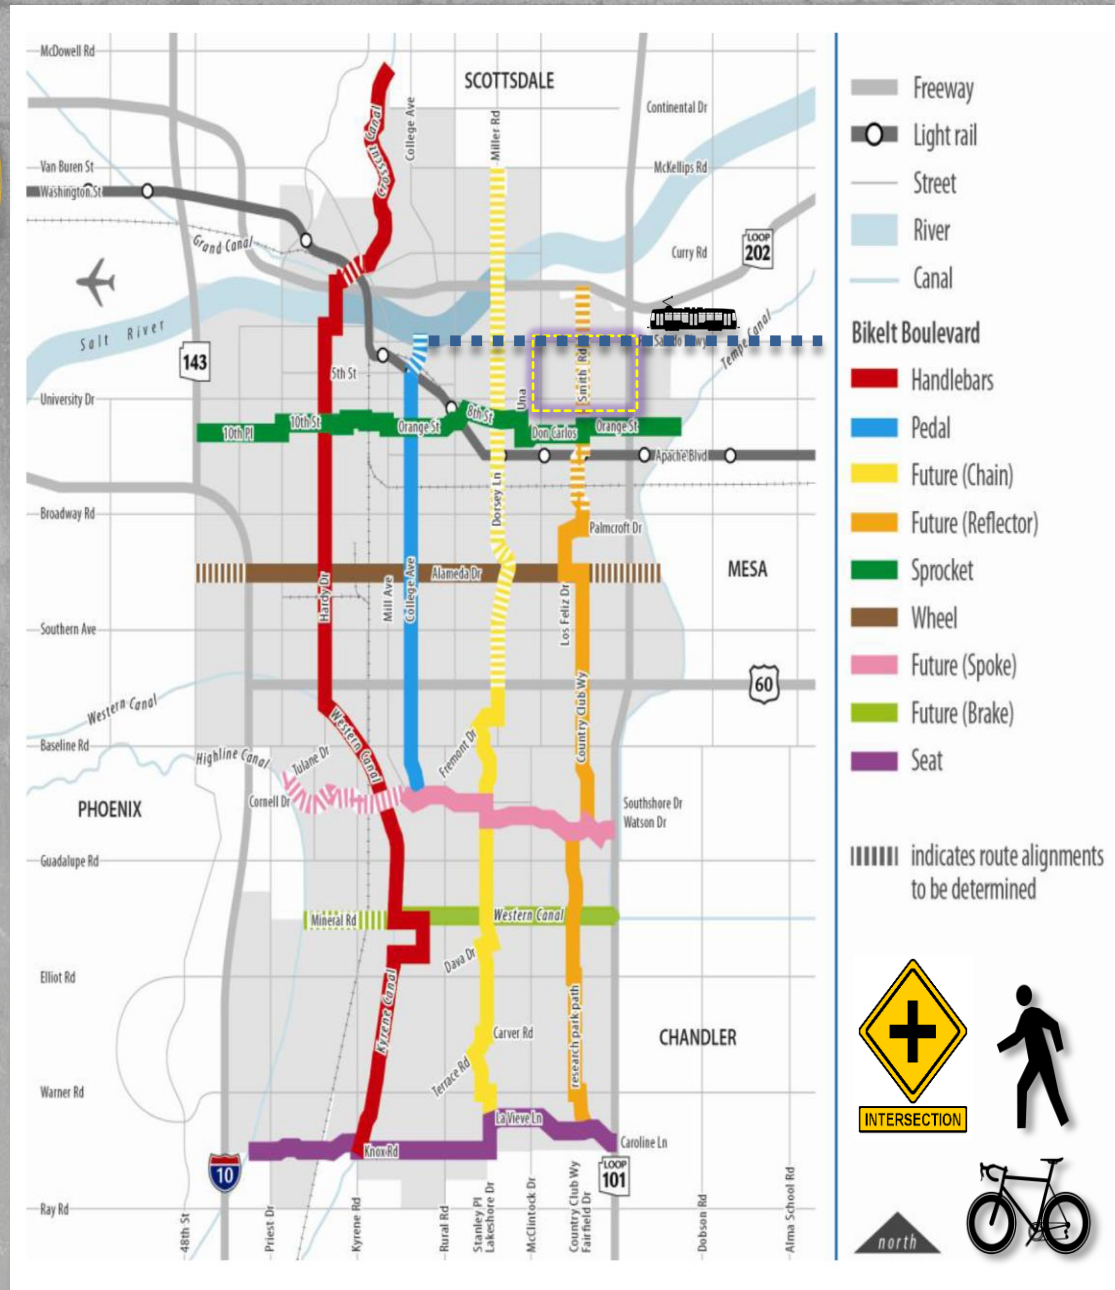 McDowell Rd
SCOTTSDALE
Continental Dr
Crosscut Canal
College Ave
Miller Rd
Van Buren St
McKellips Rd
Washington St
Grand Canal
Curry Rd
LOOP
202
Salt River
Tempe Canal
143
5th St
Smith Rd
University Dr
Una
8th St
10th St
10th Pl
Orange St
Don Carlos
Orange St
Apache Blvd
Dorsey Ln
Broadway Rd
Palmcroft Dr
Alameda Dr
MESA
Hardy Dr
Mill Ave
College Ave
Los Feliz Dr
Southern Ave
60
Western Canal
Country Club Wy
Western Canal
Baseline Rd
Fremont Dr
Highline Canal
Tulane Dr
Cornell Dr
PHOENIX
Southshore Dr
Watson Dr
Guadalupe Rd
Mineral Rd
Western Canal
Dava Dr
Elliot Rd
Kyrene Canal
research park path
Carver Rd
CHANDLER
Terrace Rd
Warner Rd
La Vieve Ln
Knox Rd
Caroline Ln
10
LOOP
101
Ray Rd
48th St
Priest Dr
Kyrene Rd
Rural Rd
Stanley Pl
Lakeshore Dr
McClintock Dr
Country Club Wy
Fairfield Dr
Dobson Rd
Alma School Rd
Freeway
Light rail
Street
River
Canal
BikeIt Boulevard
Handlebars
Pedal
Future (Chain)
Future (Reflector)
Sprocket
Wheel
Future (Spoke)
Future (Brake)
Seat
indicates route alignments
to be determined
INTERSECTION
north